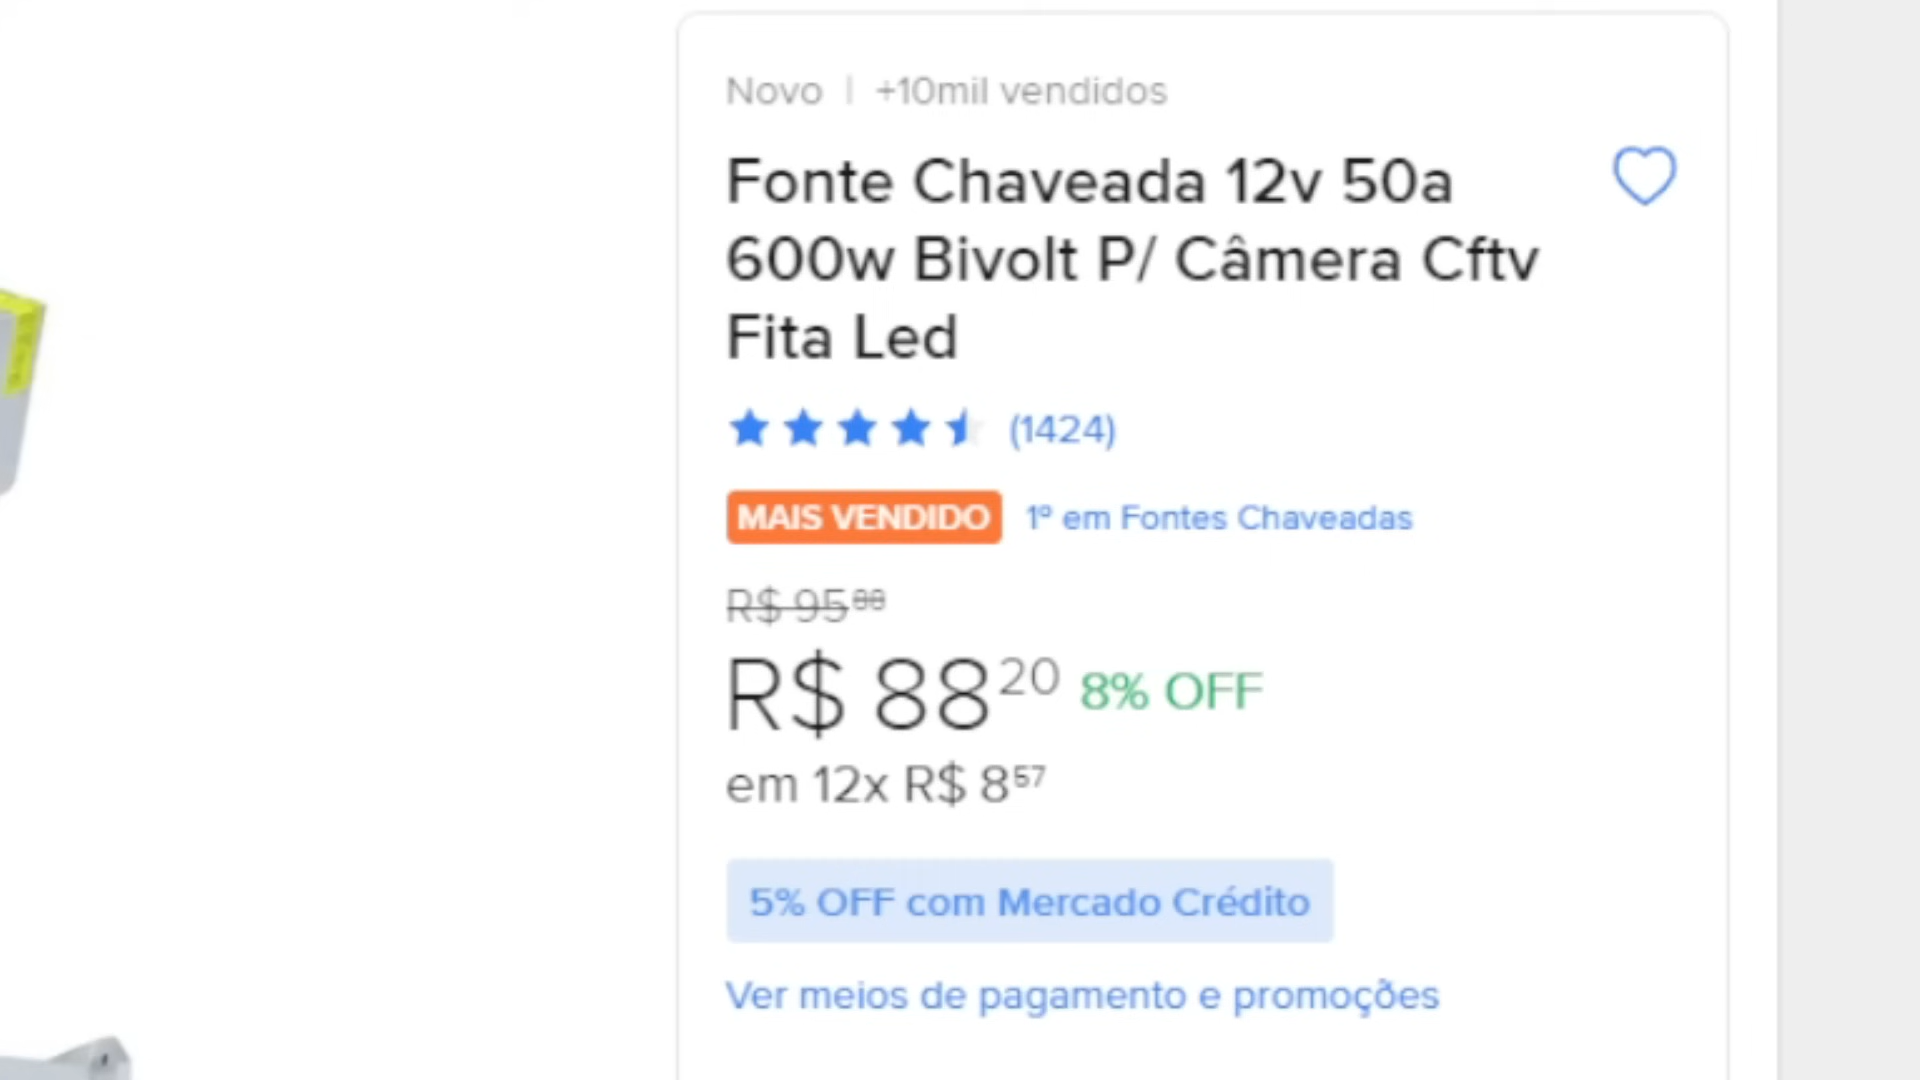 Novo | +10mil vendidos
Fonte Chaveada 12v 50a
600w Bivolt P/ Câmera Cftv
Fita Led
(1424)
MAIS VENDIDO 1º em Fontes Chaveadas
R$ 95
R$ 88 20 8% OFF
em 12x R$ 8 57
5% OFF com Mercado Crédito
Ver meios de pagamento e promoções